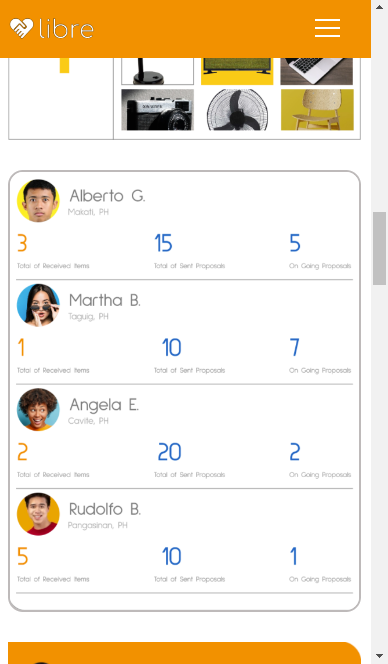 libre
Alberto G.
Makati, PH
3 15 5
Total of Received Items Total of Sent Proposals On Going Proposals
Martha B.
Taguig, PH
1 10 7
Total of Received Items Total of Sent Proposals On Going Proposals
Angela E.
Cavite, PH
2 20 2
Total of Received Items Total of Sent Proposals On Going Proposals
Rudolfo B.
Pangasinan, PH
5 10 1
Total of Received Items Total of Sent Proposals On Going Proposals